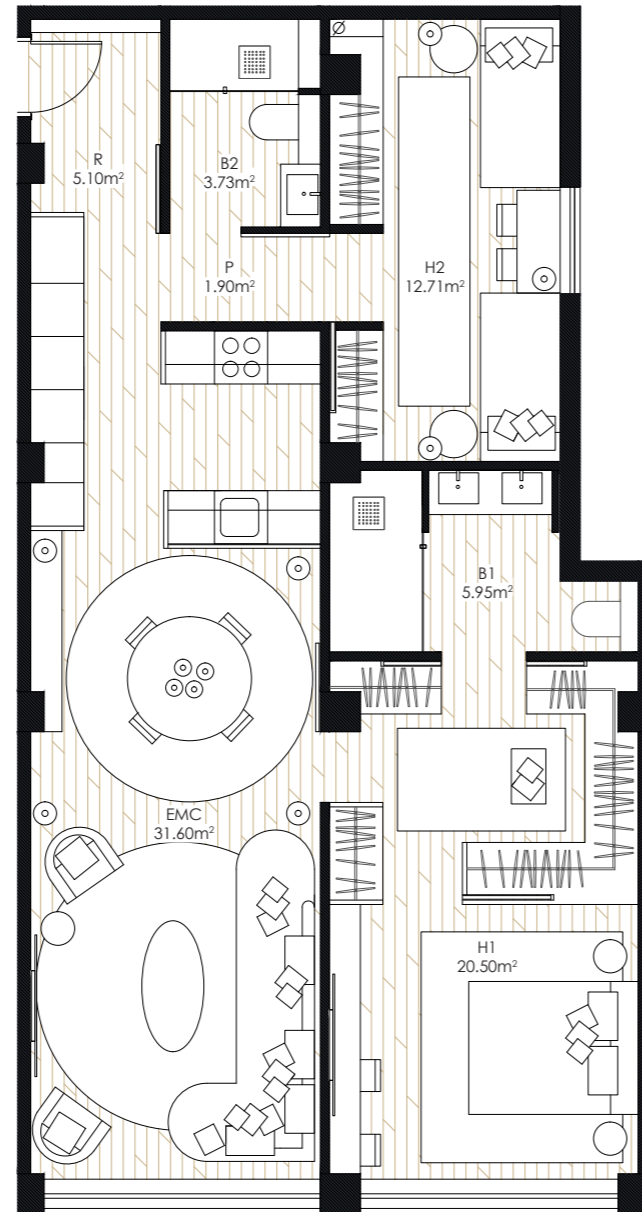 R
5.10m²
B2
3.73m²
P
1.90m²
H2
12.71m²
B1
5.95m²
EMC
31.60m²
H1
20.50m²